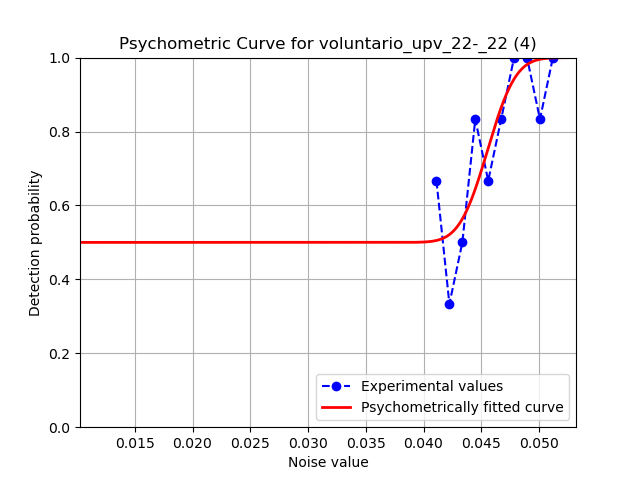 Psychometric Curve for voluntario_upv_22-_22 (4)
1.0
0.8
0.6
0.4
0.2
0.0
Detection probability
Experimental values
Psychometrically fitted curve
0.015 0.020 0.025 0.030 0.035 0.040 0.045 0.050
Noise value